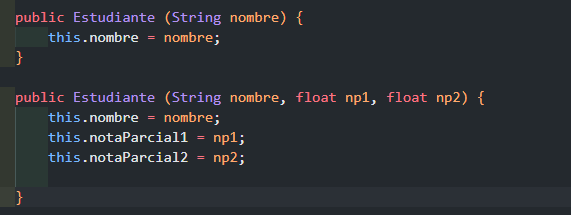 public Estudiante (String nombre) {
this.nombre = nombre;
}
public Estudiante (String nombre, float np1, float np2) {
this.nombre = nombre;
this.notaParcial1 = np1;
this.notaParcial2 = np2;
}